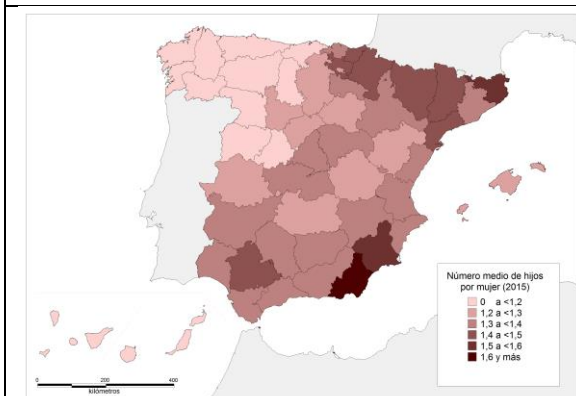 Número medio de hijos
por mujer (2015)
0 a <1,2
1,2 a <1,3
1,3 a <1,4
1,4 a <1,5
1,5 a <1,6
1,6 y más
0 200 400
kilómetros